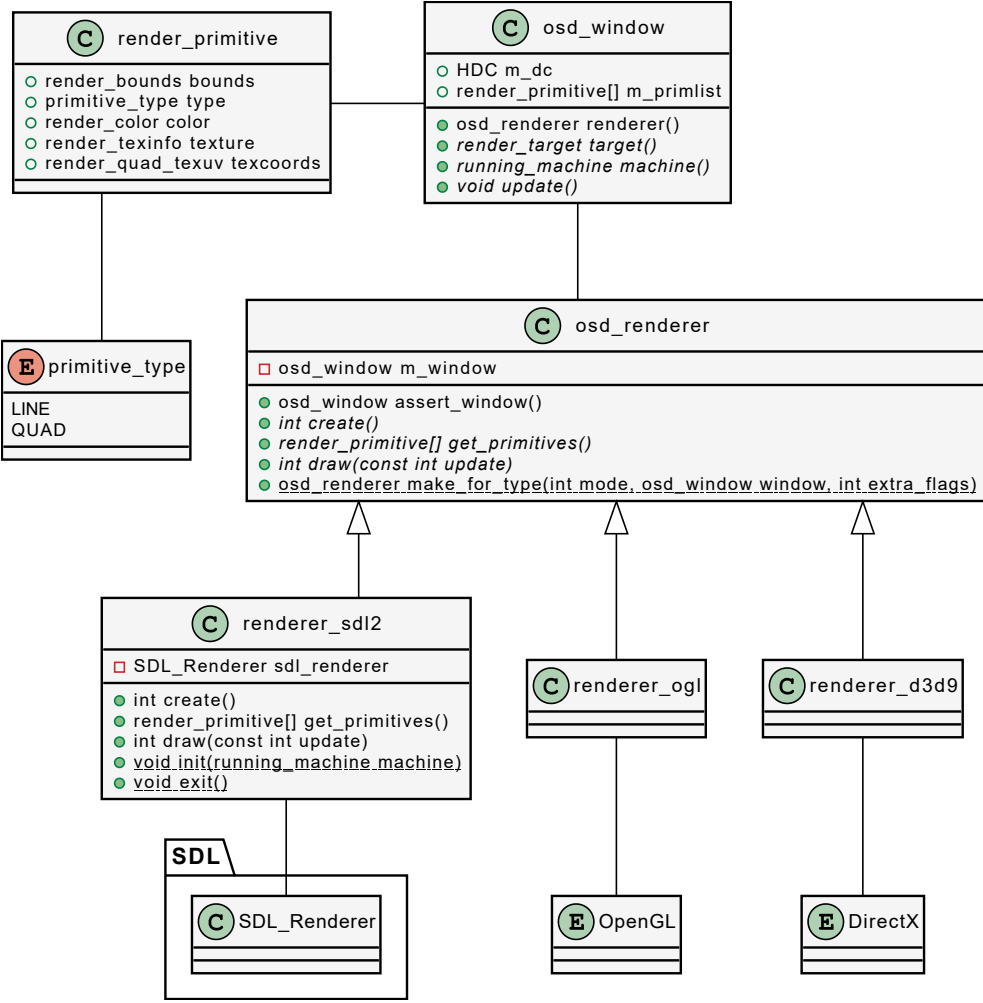 C render_primitive
render_bounds bounds
primitive_type type
render_color color
render_texinfo texture
render_quad_texuv texcoords
C osd_window
HDC m_dc
render_primitive[] m_primlist
osd_renderer renderer()
render_target target()
running_machine machine()
void update()
E primitive_type
LINE
QUAD
C osd_renderer
osd_window m_window
osd_window assert_window()
int create()
render_primitive[] get_primitives()
int draw(const int update)
osd_renderer make_for_type(int mode, osd_window window, int extra_flags)
C renderer_sdl2
SDL_Renderer sdl_renderer
int create()
render_primitive[] get_primitives()
int draw(const int update)
void init(running_machine machine)
void exit()
C renderer_ogl
C renderer_d3d9
SDL
C SDL_Renderer
E OpenGL
E DirectX